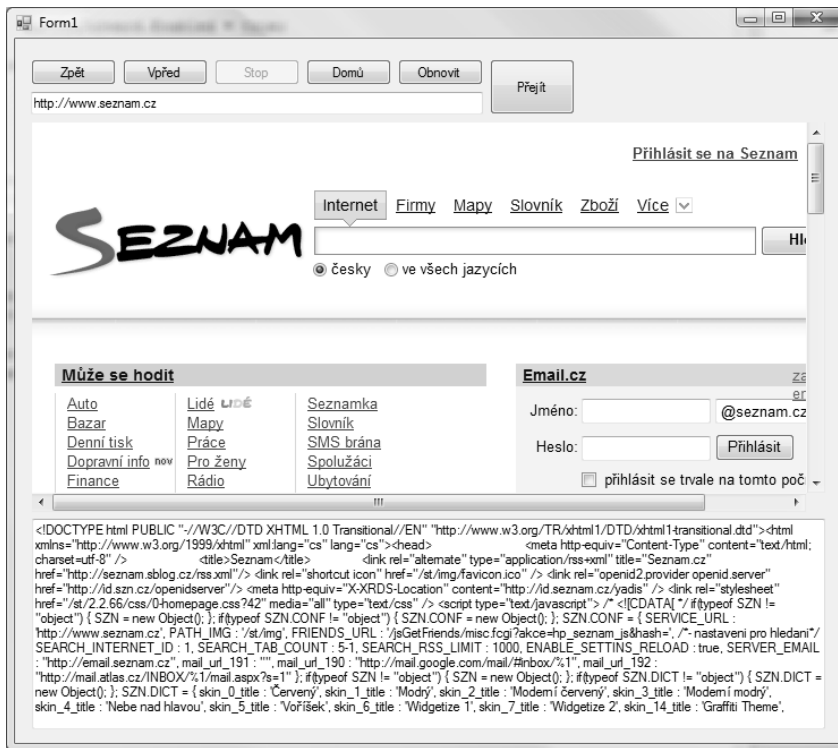 Form1
Zpět Vpřed Stop Domů Obnovit Přejít
http://www.seznam.cz
Přihlásit se na Seznam
Internet Firmy Mapy Slovník Zboží Více
SEZNAM
česky ve všech jazycích
Může se hodit
Auto Lidé LIDÉ Seznamka
Bazar Mapy Slovník
Denní tisk Práce SMS brána
Dopravní info nov Pro ženy Spolužáci
Finance Rádio Ubytování
Email.cz
Jméno: @seznam.cz
Heslo: Přihlásit
přihlásit se trvale na tomto poč
<!DOCTYPE html PUBLIC "-//W3C//DTD XHTML 1.0 Transitional//EN" "http://www.w3.org/TR/xhtml1/DTD/xhtml1-transitional.dtd"><html
xmlns="http://www.w3.org/1999/xhtml" xml:lang="cs" lang="cs"><head> <meta http-equiv="Content-Type" content="text/html;
charset=utf-8" /> <title>Seznam</title> <link rel="alternate" type="application/rss+xml" title="Seznam.cz"
href="http://seznam.sblog.cz/rss.xml"/> <link rel="shortcut icon" href="/st/img/favicon.ico" /> <link rel="openid2.provider openid.server"
href="http://id.szn.cz/openidserver"/> <meta http-equiv="X-XRDS-Location" content="http://id.seznam.cz/yadis" /> <link rel="stylesheet"
href="/st/2.2.66/css/0-homepage.css?42" media="all" type="text/css" /> <script type="text/javascript"> /* <![CDATA[ */ if(typeof SZN !=
"object") { SZN = new Object(); }; if(typeof SZN.CONF != "object") { SZN.CONF = new Object(); }; SZN.CONF = { SERVICE_URL :
'http://www.seznam.cz', PATH_IMG : '/st/img', FRIENDS_URL : '/jsGetFriends/misc.fcgi?akce=hp_seznam_js&hash=', /*- nastaveni pro hledani*/
SEARCH_INTERNET_ID : 1, SEARCH_TAB_COUNT : 5-1, SEARCH_RSS_LIMIT : 1000, ENABLE_SETTINS_RELOAD : true, SERVER_EMAIL
: "http://email.seznam.cz", mail_url_191 : "", mail_url_190 : "http://mail.google.com/mail/#inbox/%1", mail_url_192 :
"http://mail.atlas.cz/INBOX/%1/mail.aspx?s=1" }; if(typeof SZN != "object") { SZN = new Object(); }; if(typeof SZN.DICT != "object") { SZN.DICT =
new Object(); }; SZN.DICT = { skin_0_title : 'Červený', skin_1_title : 'Modrý', skin_2_title : 'Moderní červený', skin_3_title : 'Moderní modrý',
skin_4_title : 'Nebe nad hlavou', skin_5_title : 'Voříšek', skin_6_title : 'Widgetize 1', skin_7_title : 'Widgetize 2', skin_14_title : 'Graffiti Theme',